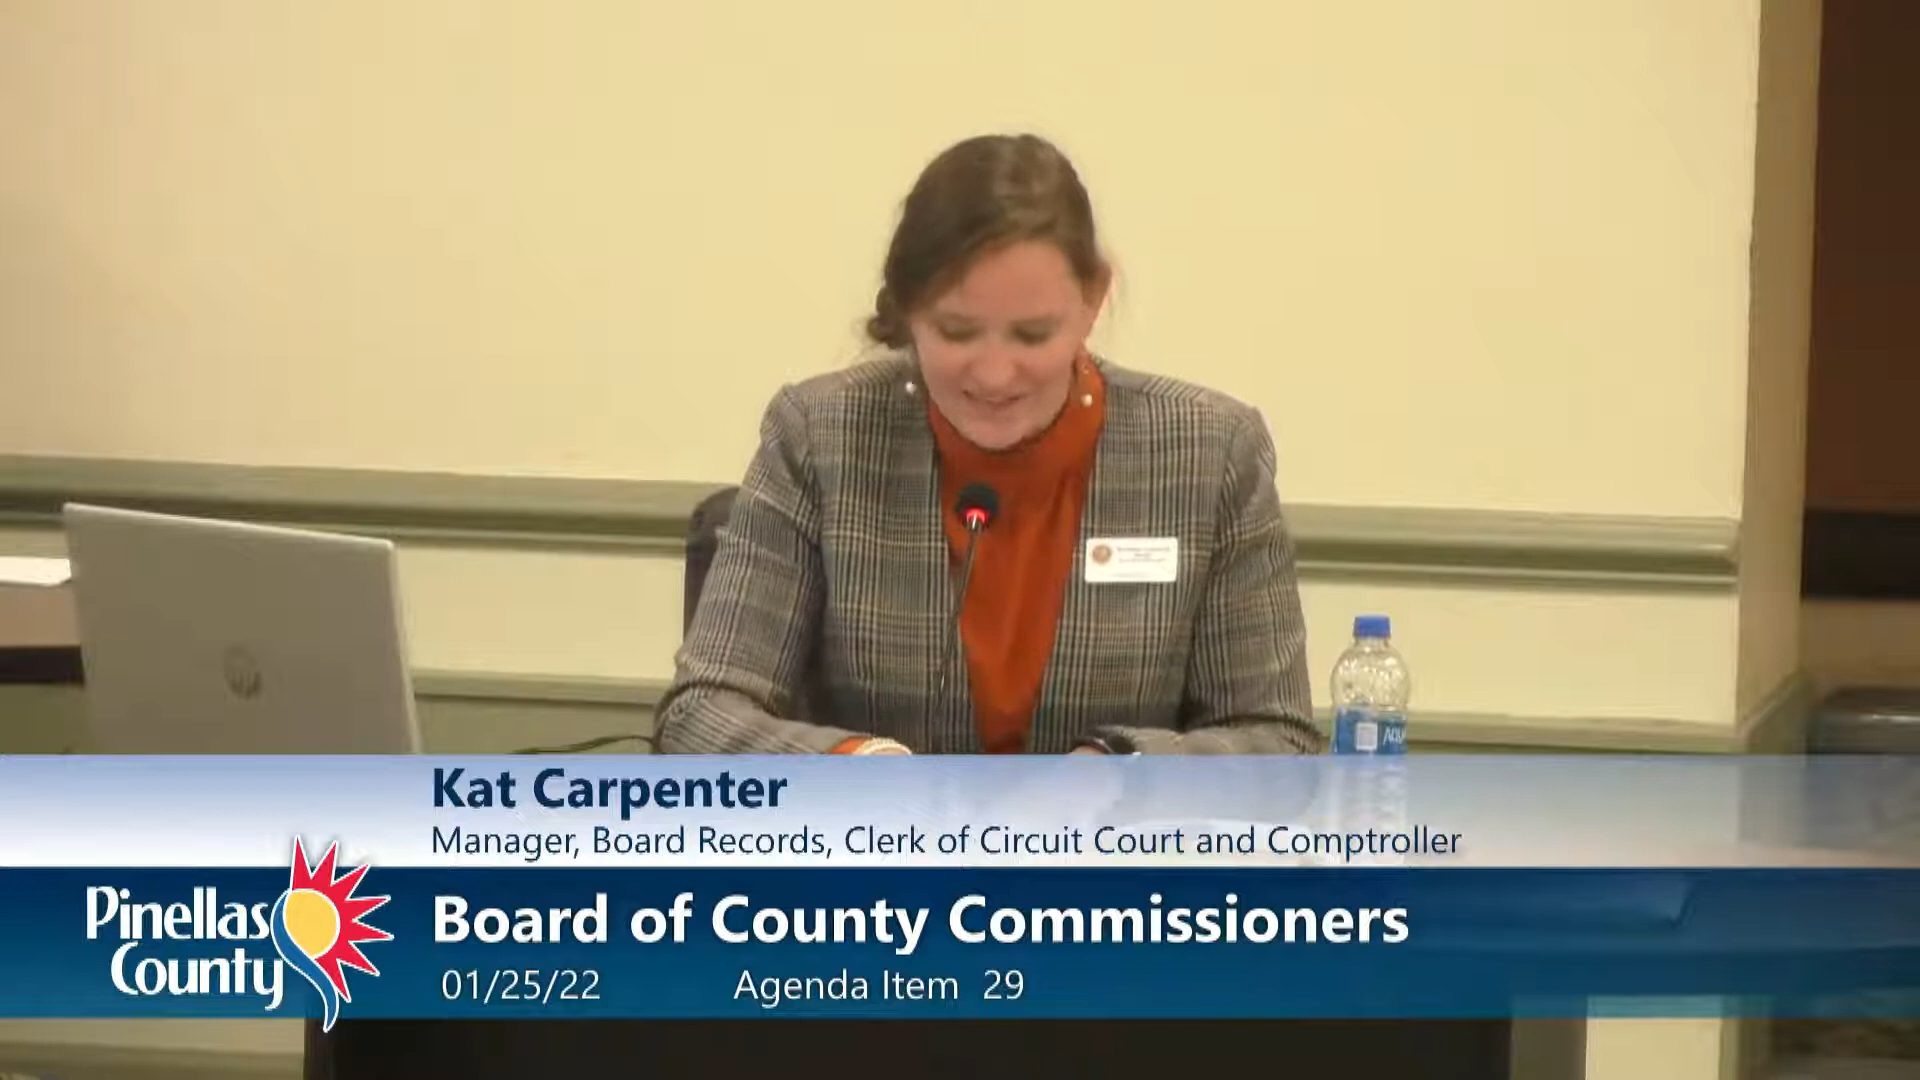 Kat Carpenter
Manager, Board Records, Clerk of Circuit Court and Comptroller
Pinellas
County
Board of County Commissioners
01/25/22 Agenda Item 29
hp